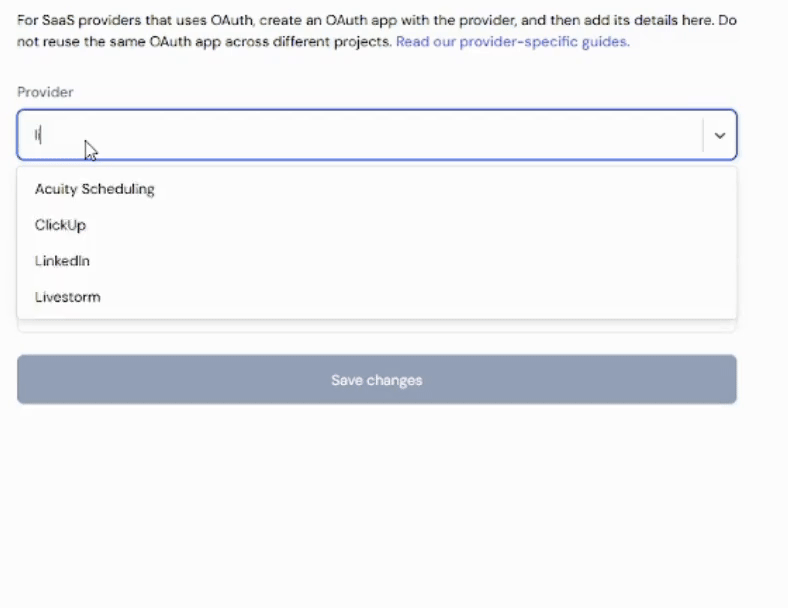 For SaaS providers that uses OAuth, create an OAuth app with the provider, and then add its details here. Do
not reuse the same OAuth app across different projects. Read our provider-specific guides.
Provider
li
Acuity Scheduling
ClickUp
LinkedIn
Livestorm
Save changes